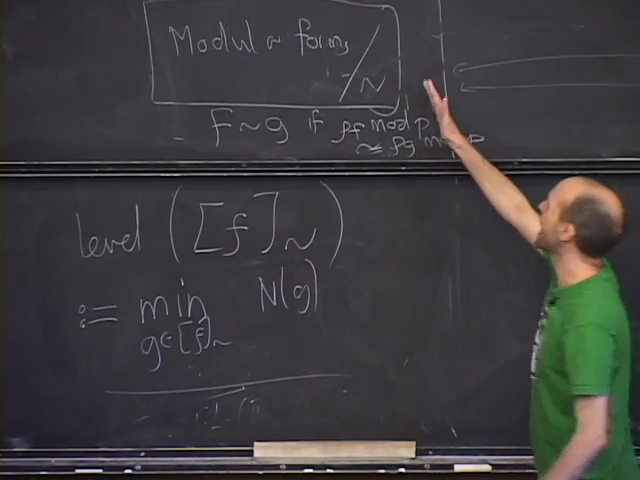 Modular forms / ~
f ~ g if ρf mod p
≈ ρg mod p
level ([f]~)
:= min N(g)
g∈[f]~